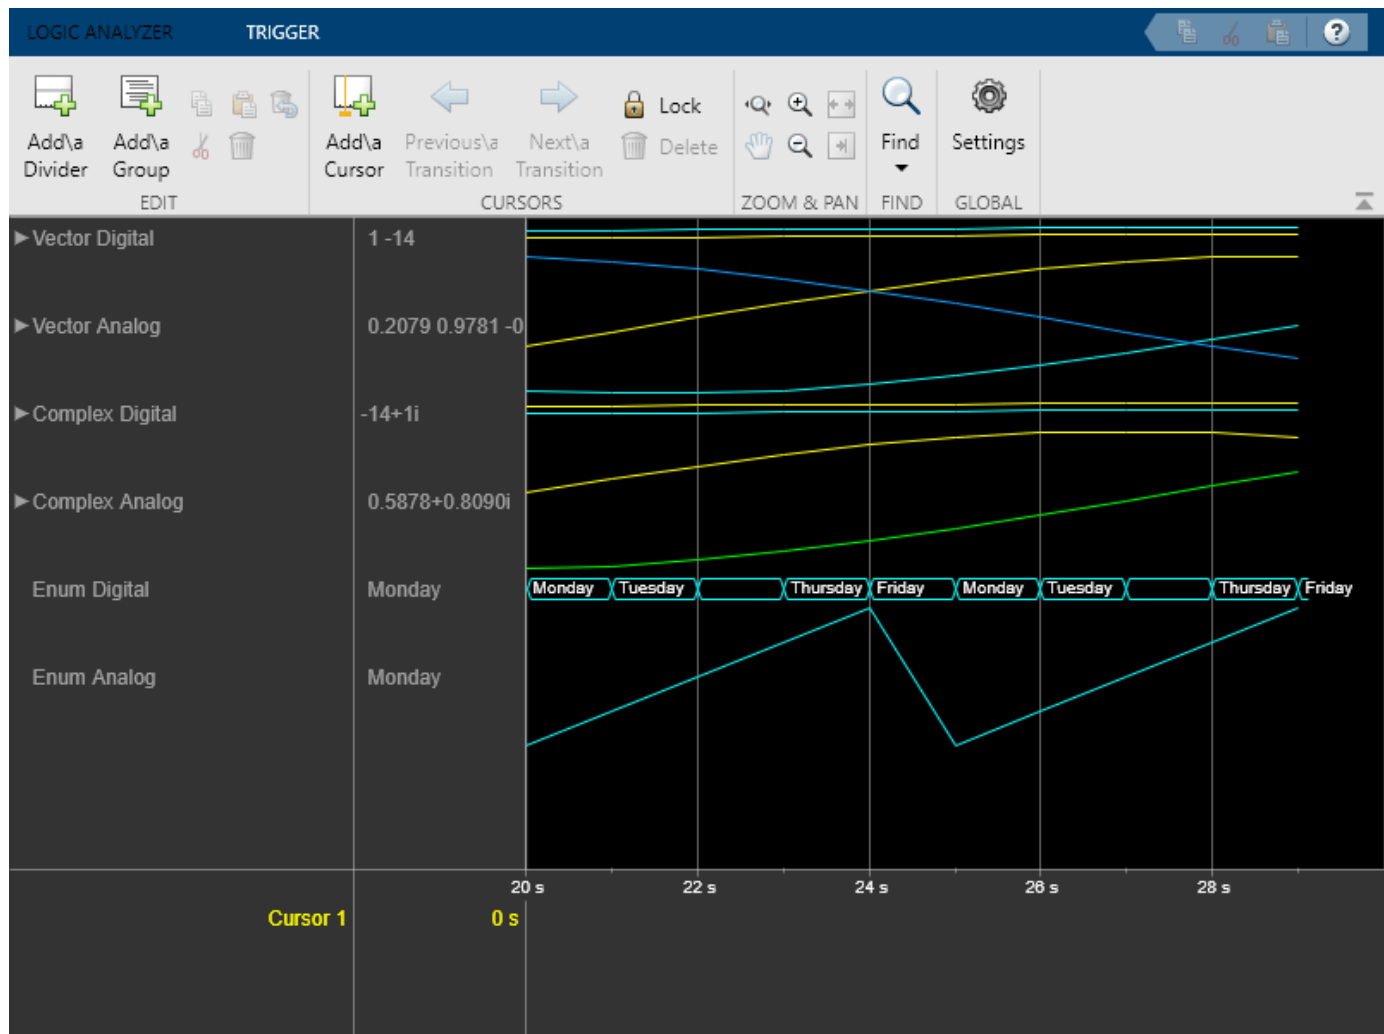 LOGIC ANALYZER TRIGGER ?
Add\a Add\a Add\a Previous\a Next\a Lock Find Settings
Divider Group Cursor Transition Transition Delete
EDIT CURSORS ZOOM & PAN FIND GLOBAL
Vector Digital 1 -14
Vector Analog 0.2079 0.9781 -0
Complex Digital -14+1i
Complex Analog 0.5878+0.8090i
Enum Digital Monday Monday Tuesday Thursday Friday Monday Tuesday Thursday Friday
Enum Analog Monday
20 s 22 s 24 s 26 s 28 s
Cursor 1 0 s